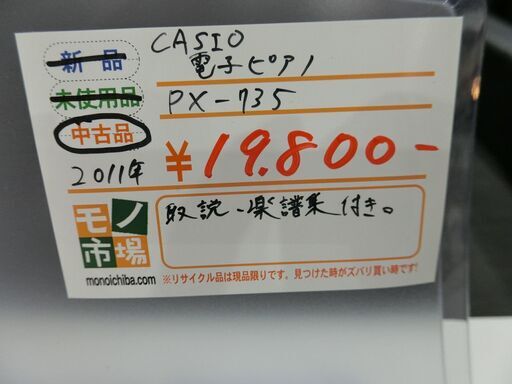 新品
CASIO
電子ピアノ
未使用品
PX-735
中古品
2011年
¥19.800-
モノ市場
monoichiba.com
取説・楽譜集付き。
※リサイクル品は現品限りです。見つけた時がズバリ買い時です!